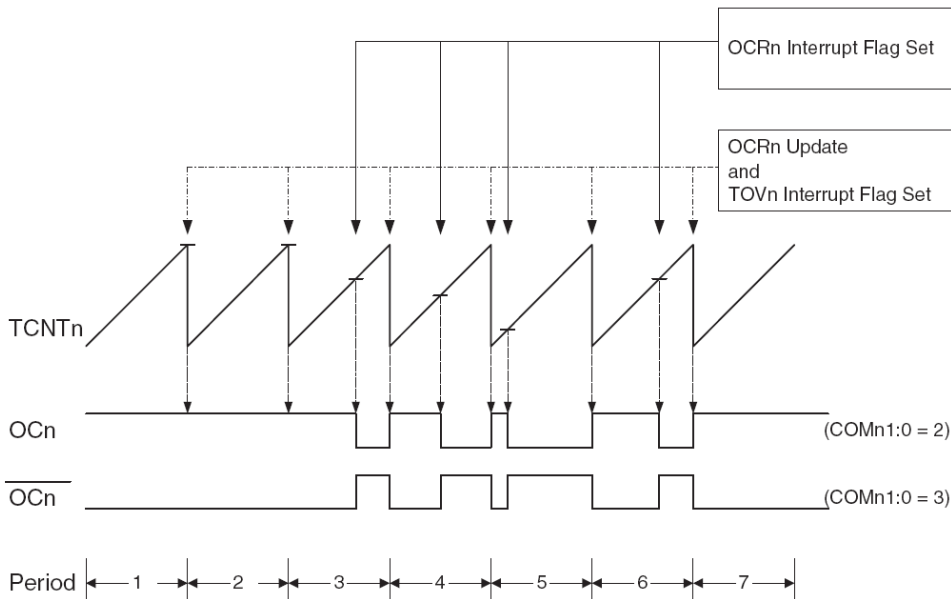 OCRn Interrupt Flag Set
OCRn Update
and
TOVn Interrupt Flag Set
TCNTn
OCn
(COMn1:0 = 2)
OCn
(COMn1:0 = 3)
Period
1
2
3
4
5
6
7